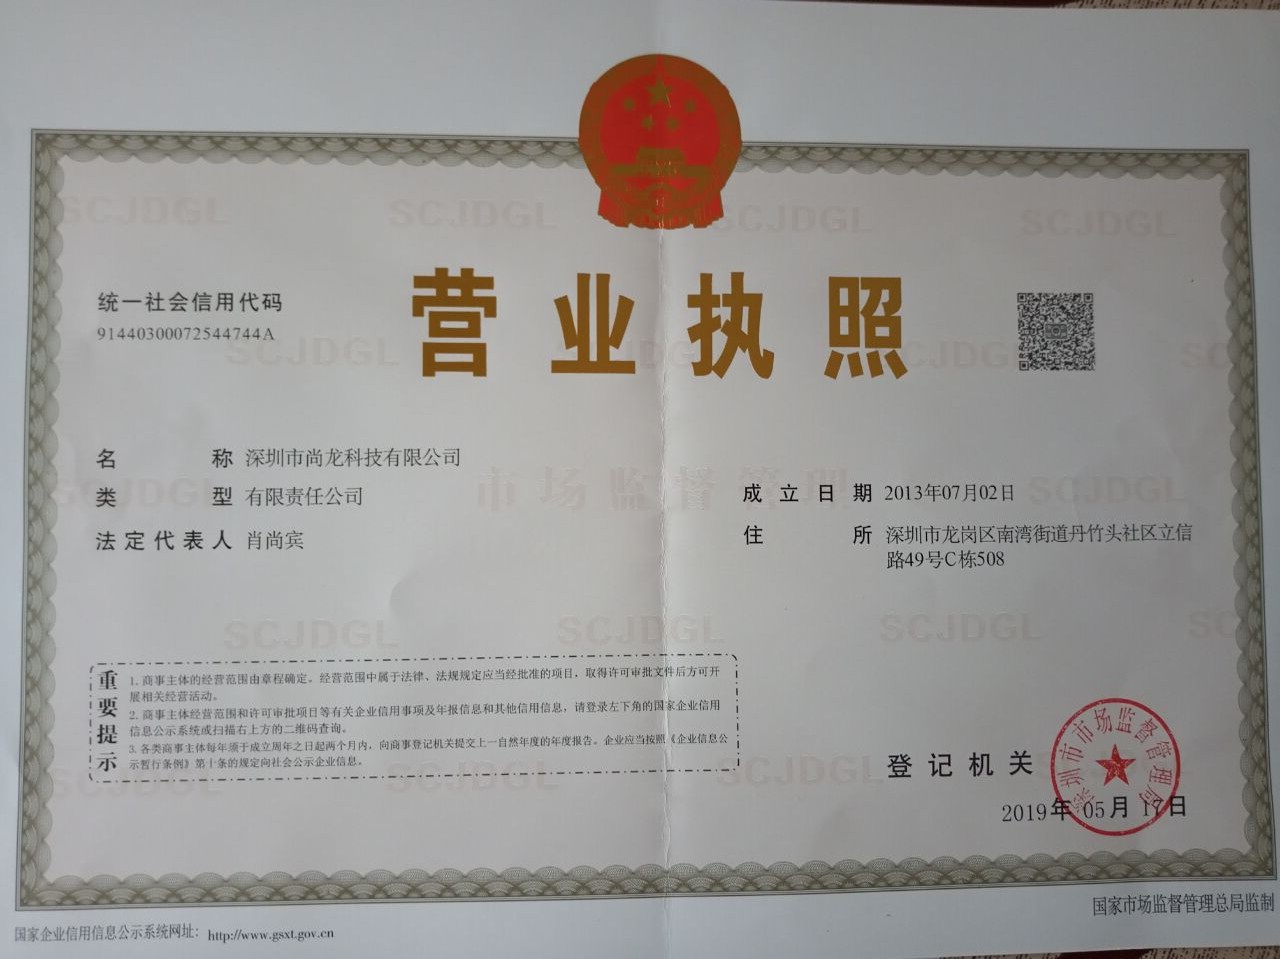 营业执照
统一社会信用代码
91440300072544744A
名称 深圳市尚龙科技有限公司
类型 有限责任公司
法定代表人 肖尚宾
成立日期 2013年07月02日
住所 深圳市龙岗区南湾街道丹竹头社区立信
路49号C栋508
重要提示
1. 商事主体的经营范围由章程确定。经营范围中属于法律、法规规定应当经批准的项目，取得许可审批文件后方可开
展相关经营活动。
2. 商事主体经营范围和许可审批项目等有关企业信用事项及年报信息和其他信用信息，请登录左下角的国家企业信用
信息公示系统或扫描右上方的二维码查询。
3. 各类商事主体每年须于成立周年之日起两个月内，向商事登记机关提交上一自然年度的年度报告。企业应当按照《企业信息公
示暂行条例》第十条的规定向社会公示企业信息。
登记机关
深圳市市场监督管理局
2019年05月17日
国家企业信用信息公示系统网址：http://www.gsxt.gov.cn
国家市场监督管理总局监制
SCJDGL
SCJDGL
SCJDGL
SCJDGL
SCJDGL
市场监督管理
SCJDGL
SCJDGL
SCJDGL
SCJDGL